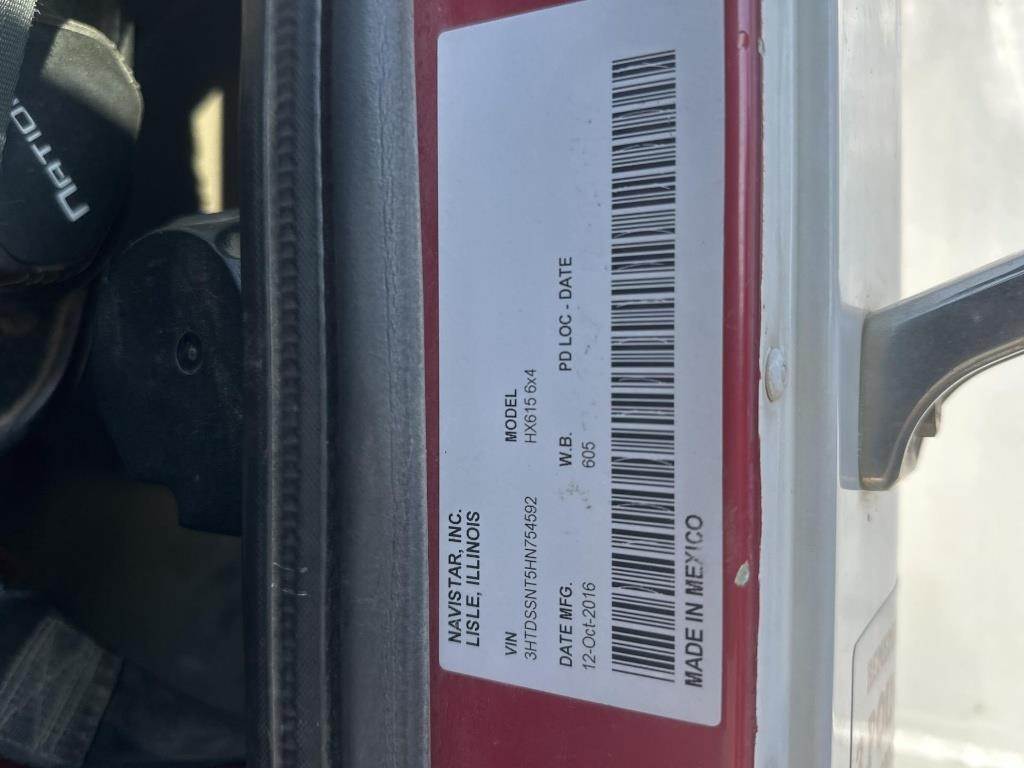 NAVISTAR, INC.
LISLE, ILLINOIS
VIN
3HTDSSNT5HN754592
MODEL
HX615 6x4
DATE MFG.
12-Oct-2016
W.B.
605
PD LOC - DATE
MADE IN MEXICO